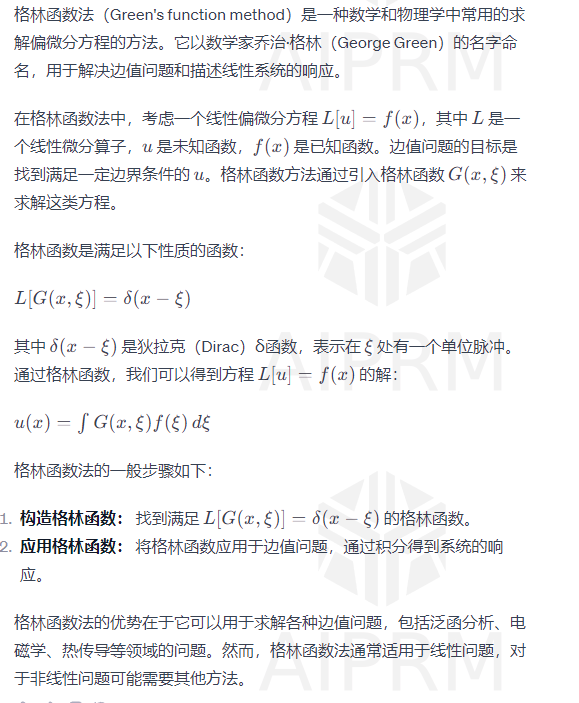 格林函数法（Green's function method）是一种数学和物理学中常用的求
解偏微分方程的方法。它以数学家乔治·格林（George Green）的名字命
名，用于解决边值问题和描述线性系统的响应。
在格林函数法中，考虑一个线性偏微分方程 L[u] = f(x)，其中 L 是一
个线性微分算子，u 是未知函数，f(x) 是已知函数。边值问题的目标是
找到满足一定边界条件的 u。格林函数方法通过引入格林函数 G(x, ξ) 来
求解这类方程。
格林函数是满足以下性质的函数：
L[G(x, ξ)] = δ(x − ξ)
其中 δ(x − ξ) 是狄拉克（Dirac）δ函数，表示在 ξ 处有一个单位脉冲。
通过格林函数，我们可以得到方程 L[u] = f(x) 的解：
u(x) = ∫ G(x, ξ)f(ξ) dξ
格林函数法的一般步骤如下：
1. 构造格林函数： 找到满足 L[G(x, ξ)] = δ(x − ξ) 的格林函数。
2. 应用格林函数： 将格林函数应用于边值问题，通过积分得到系统的响
应。
格林函数法的优势在于它可以用于求解各种边值问题，包括泛函分析、电
磁学、热传导等领域的问题。然而，格林函数法通常适用于线性问题，对
于非线性问题可能需要其他方法。
AIPRM
AIPRM
AIPRM